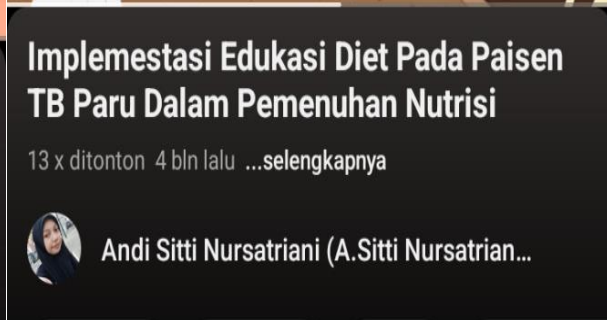 Implemestasi Edukasi Diet Pada Paisen
TB Paru Dalam Pemenuhan Nutrisi
13 x ditonton 4 bln lalu ...selengkapnya
Andi Sitti Nursatriani (A.Sitti Nursatrian...